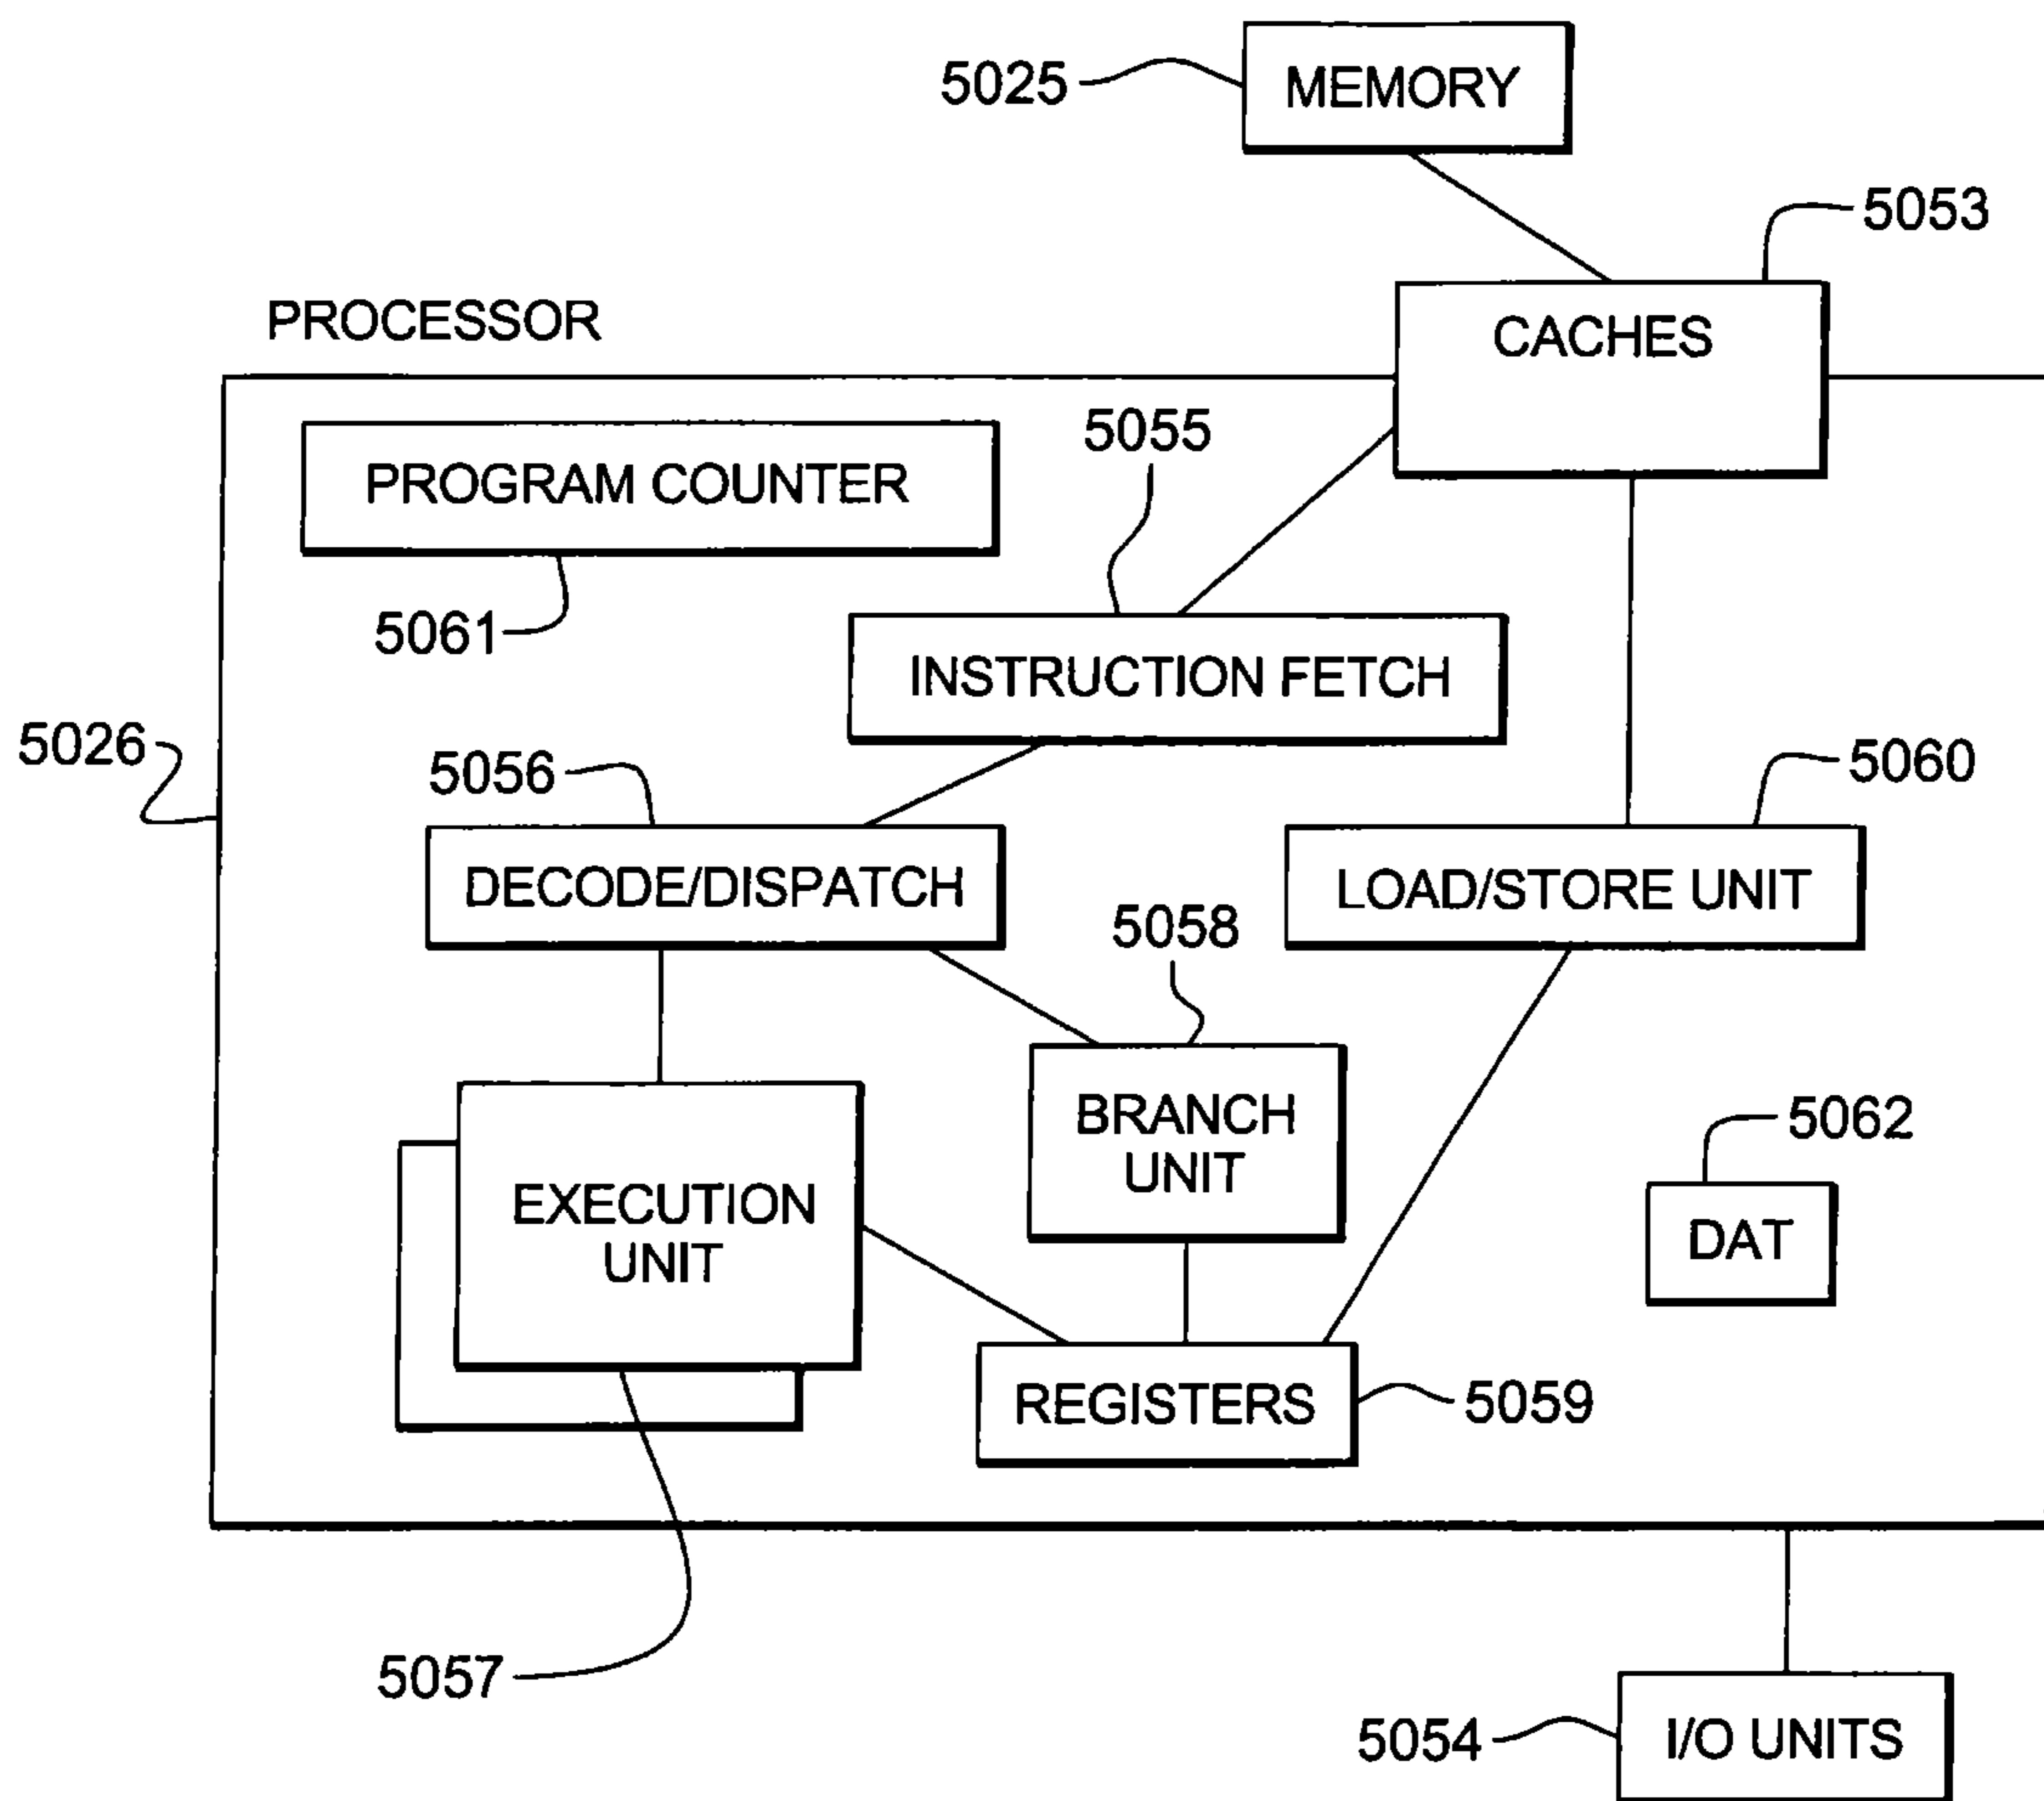 MEMORY
5025
5053
CACHES
PROCESSOR
5055
PROGRAM COUNTER
5061
INSTRUCTION FETCH
5026
5056
5060
DECODE/DISPATCH
LOAD/STORE UNIT
5058
BRANCH
UNIT
5062
EXECUTION
UNIT
DAT
REGISTERS
5059
5057
5054
I/O UNITS